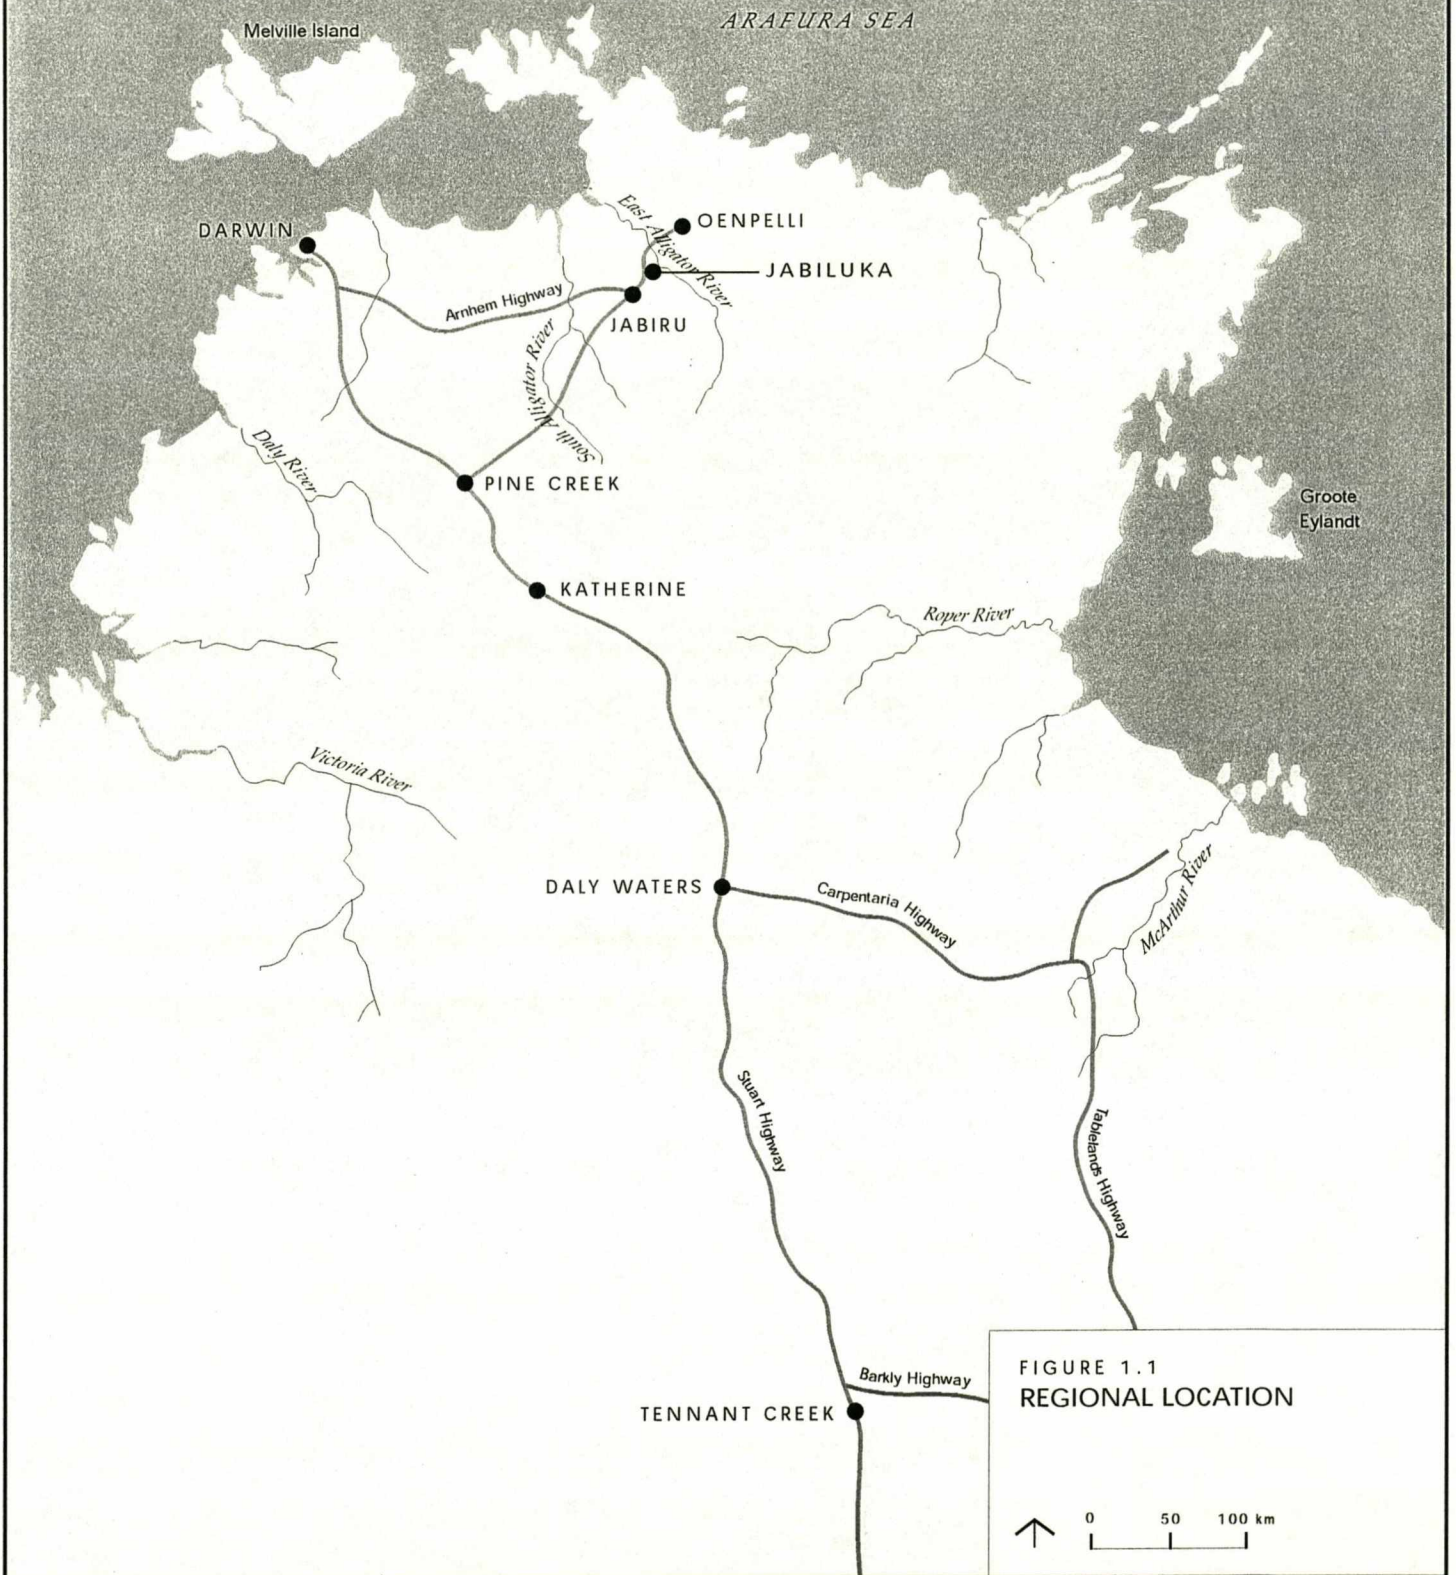 ARAFURA SEA
Melville Island
DARWIN
OENPELLI
East Alligator River
JABILUKA
Arnhem Highway
JABIRU
South Alligator River
Daly River
PINE CREEK
Groote
Eylandt
KATHERINE
Roper River
Victoria River
DALY WATERS
Carpentaria Highway
McArthur River
Stuart Highway
Tablelands Highway
Barkly Highway
TENNANT CREEK
FIGURE 1.1
REGIONAL LOCATION
0 50 100 km